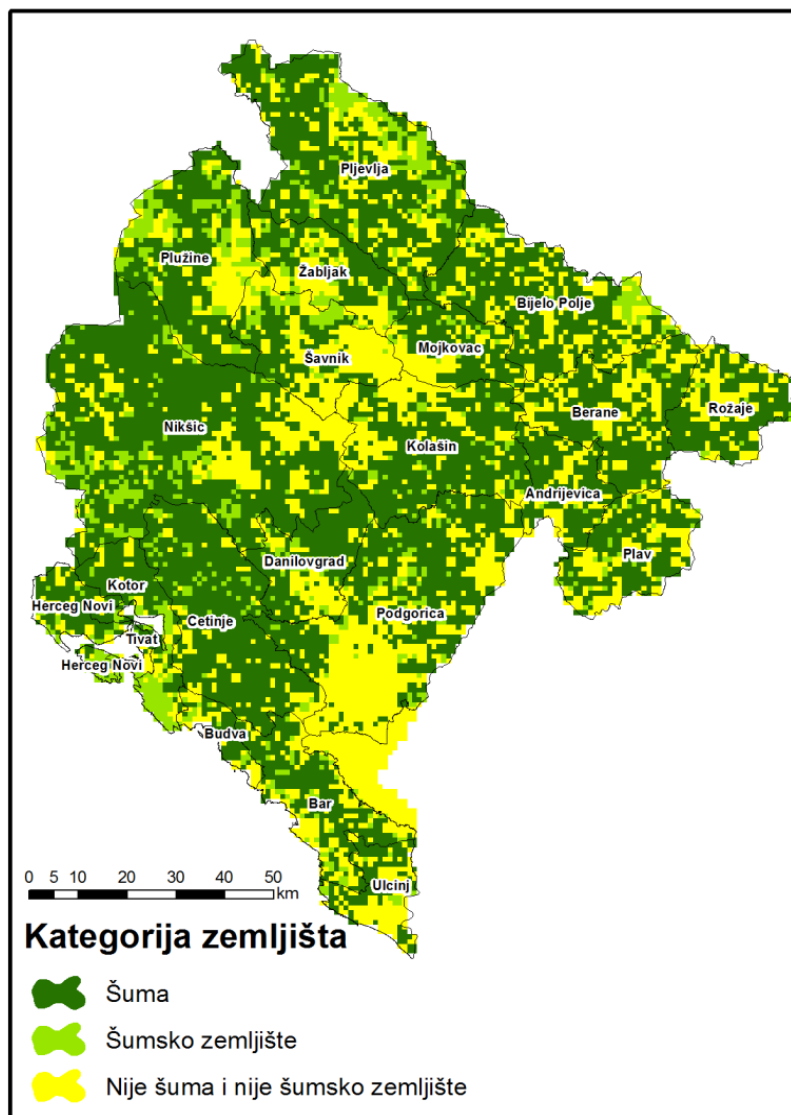 Pljevlja
Plužine
Žabljak
Bijelo Polje
Šavnik
Mojkovac
Nikšic
Berane
Rožaje
Kolašin
Andrijevica
Danilovgrad
Plav
Kotor
Herceg Novi
Cetinje
Podgorica
Tivat
Herceg Novi
Budva
Bar
Ulcinj
0 5 10 20 30 40 50
km
Kategorija zemljišta
Šuma
Šumsko zemljište
Nije šuma i nije šumsko zemljište